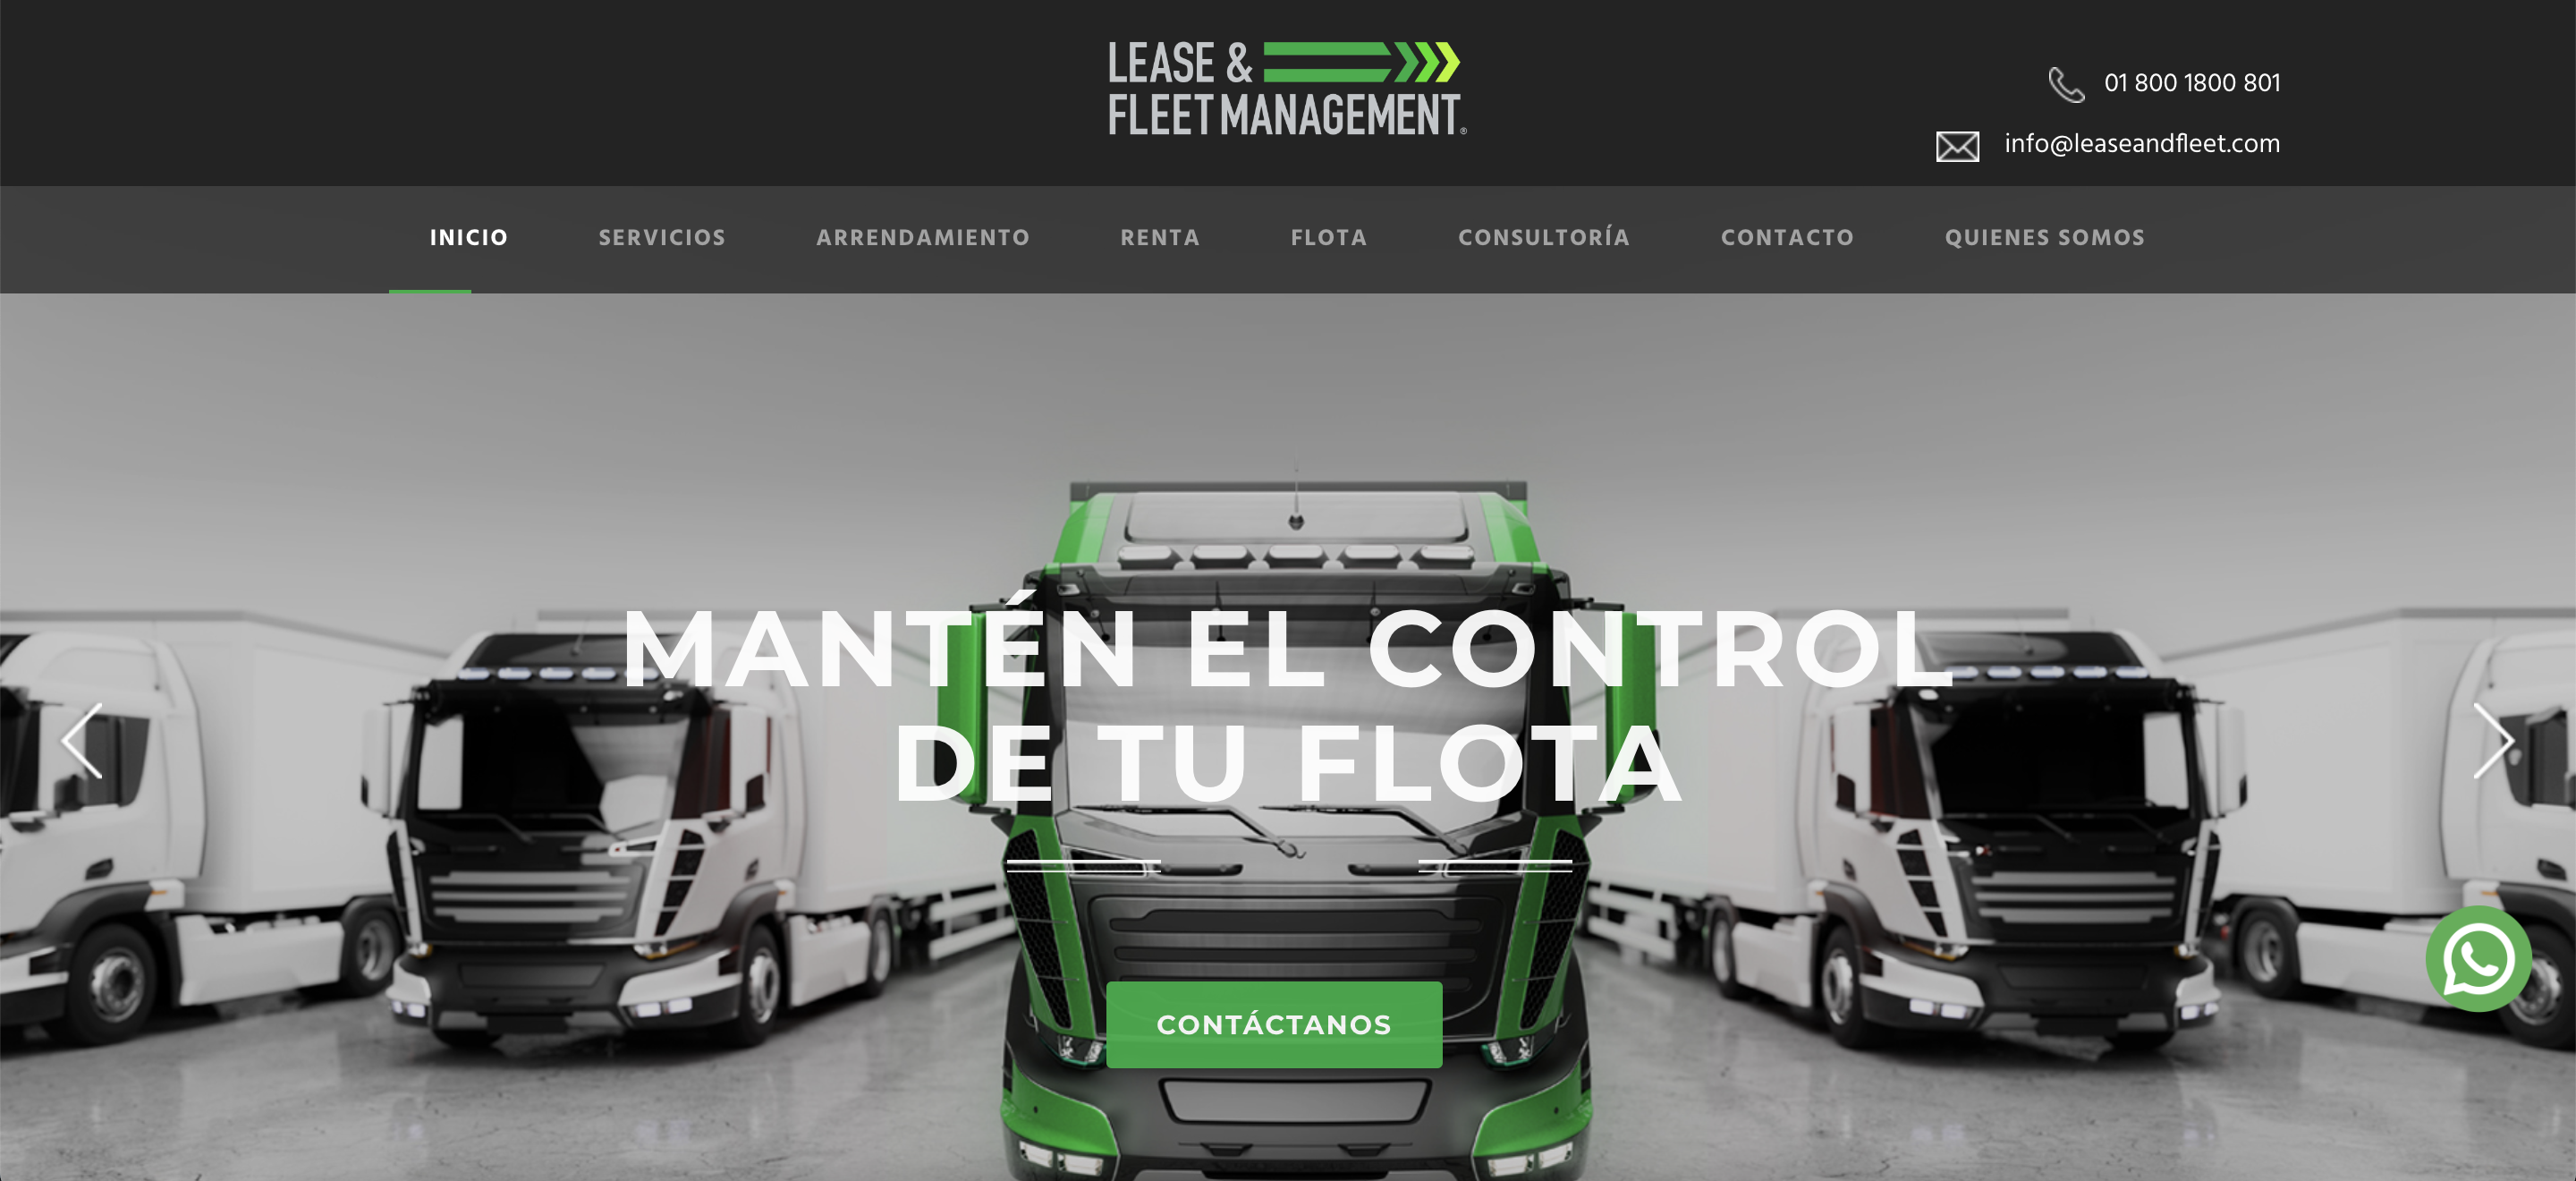 LEASE &
FLEET MANAGEMENT®
01 800 1800 801
info@leaseandfleet.com
INICIO SERVICIOS ARRENDAMIENTO RENTA FLOTA CONSULTORÍA CONTACTO QUIENES SOMOS
MANTÉN EL CONTROL
DE TU FLOTA
CONTÁCTANOS